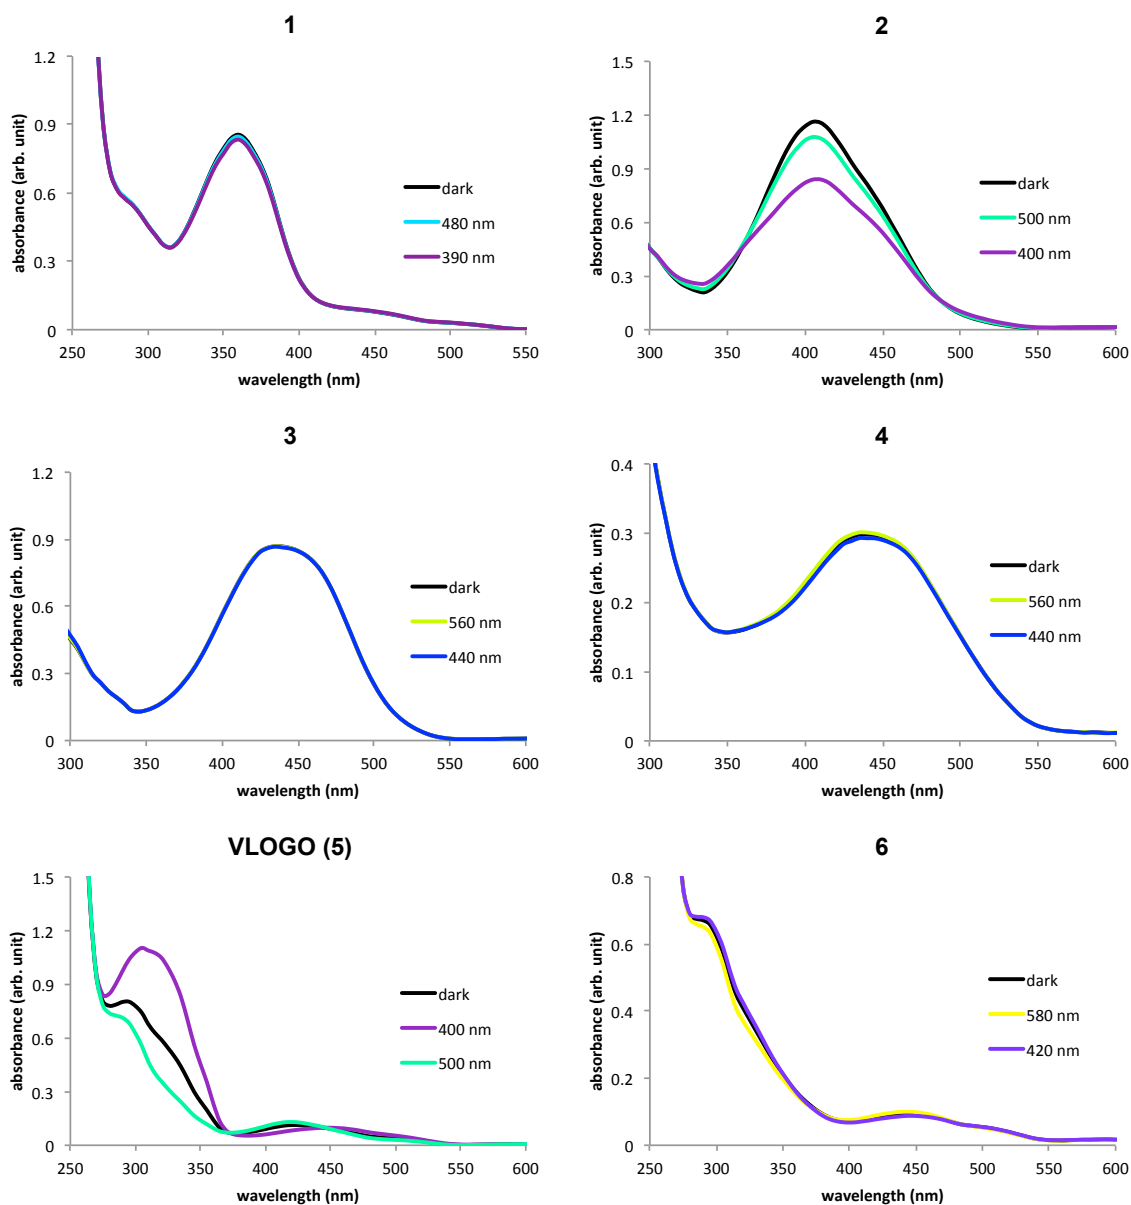 1
absorbance (arb. unit)
1.2
0.9
0.6
0.3
0
250 300 350 400 450 500 550
wavelength (nm)
dark
480 nm
390 nm
2
absorbance (arb. unit)
1.5
1.2
0.9
0.6
0.3
0
300 350 400 450 500 550 600
wavelength (nm)
dark
500 nm
400 nm
3
absorbance (arb. unit)
1.2
0.9
0.6
0.3
0
300 350 400 450 500 550 600
wavelength (nm)
dark
560 nm
440 nm
4
absorbance (arb. unit)
0.4
0.3
0.2
0.1
0
300 350 400 450 500 550 600
wavelength (nm)
dark
560 nm
440 nm
VLOGO (5)
absorbance (arb. unit)
1.5
1.2
0.9
0.6
0.3
0
250 300 350 400 450 500 550 600
wavelength (nm)
dark
400 nm
500 nm
6
absorbance (arb. unit)
0.8
0.6
0.4
0.2
0
250 300 350 400 450 500 550 600
wavelength (nm)
dark
580 nm
420 nm